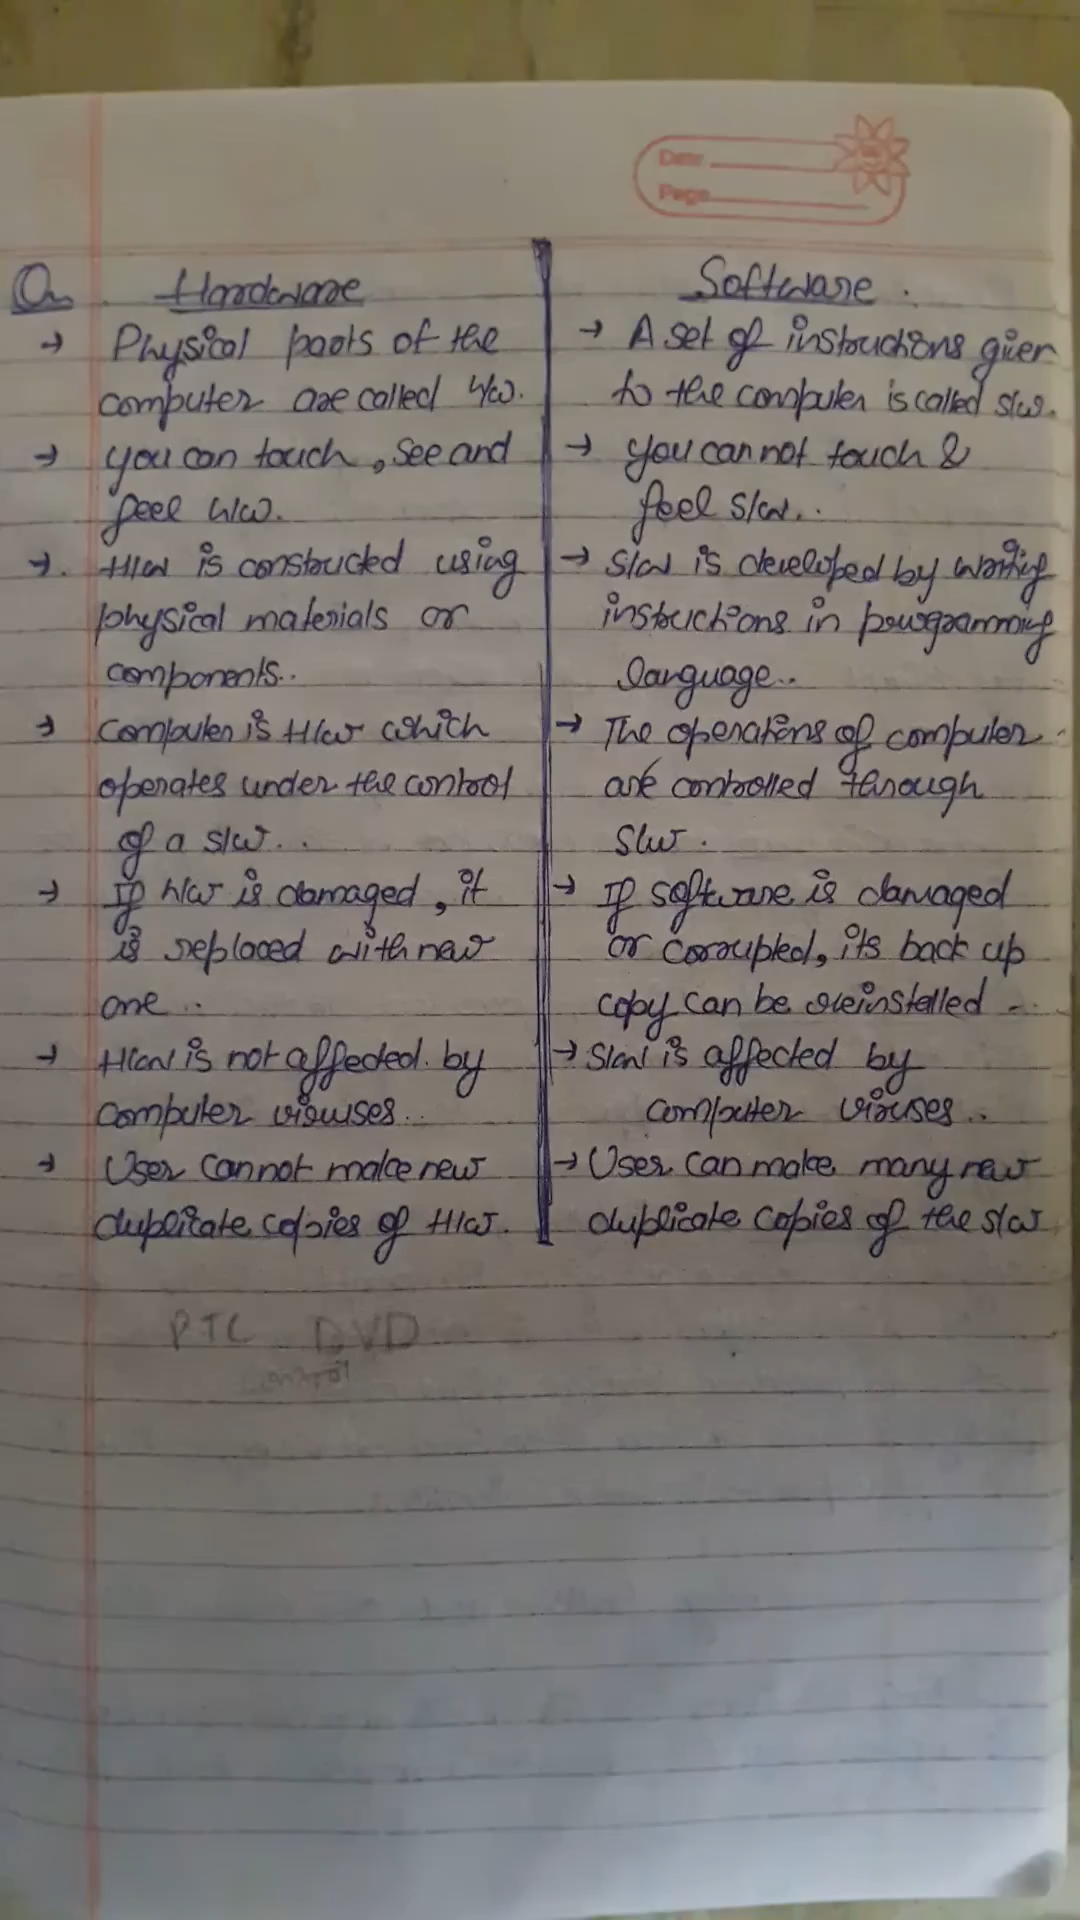 Date
Page
Q Hardware
→ Physical parts of the
computer are called h/w.
→ you can touch, see and
feel h/w.
→ H/w is constructed using
physical materials or
components..
→ Computer is H/w which
operates under the control
of a s/w...
→ If h/w is damaged, it
is replaced with new
one ..
→ H/w is not affected by
computer viruses..
→ User cannot make new
duplicate copies of H/w.
Software.
→ A set of instructions given
to the computer is called s/w.
→ you cannot touch &
feel s/w..
→ S/w is developed by writing
instructions in programming
language..
→ The operations of computer
are controlled through
S/w.
→ If software is damaged
or corrupted, its back up
copy can be reinstalled ..
→ S/w is affected by
computer viruses..
→ User can make many new
duplicate copies of the s/w
PTC DVD